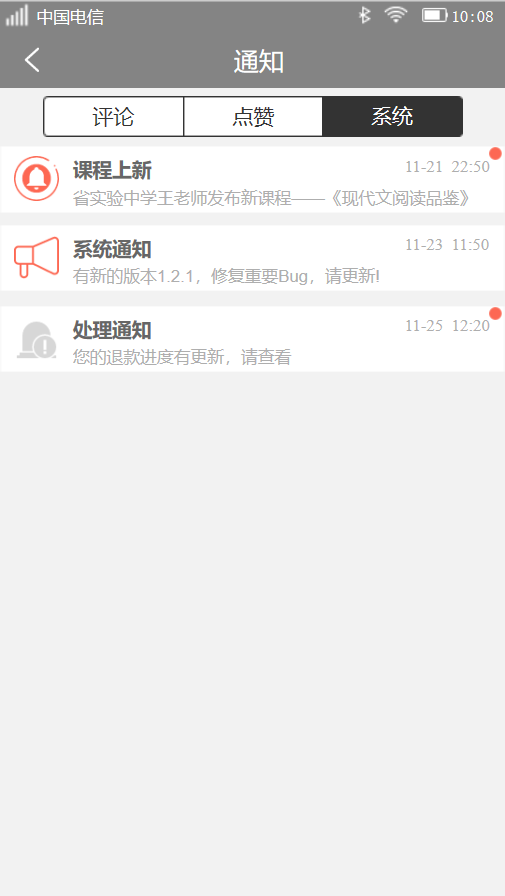 中国电信 10:08
通知
评论 点赞 系统
课程上新 11-21 22:50
省实验中学王老师发布新课程——《现代文阅读品鉴》
系统通知 11-23 11:50
有新的版本1.2.1，修复重要Bug，请更新!
处理通知 11-25 12:20
您的退款进度有更新，请查看